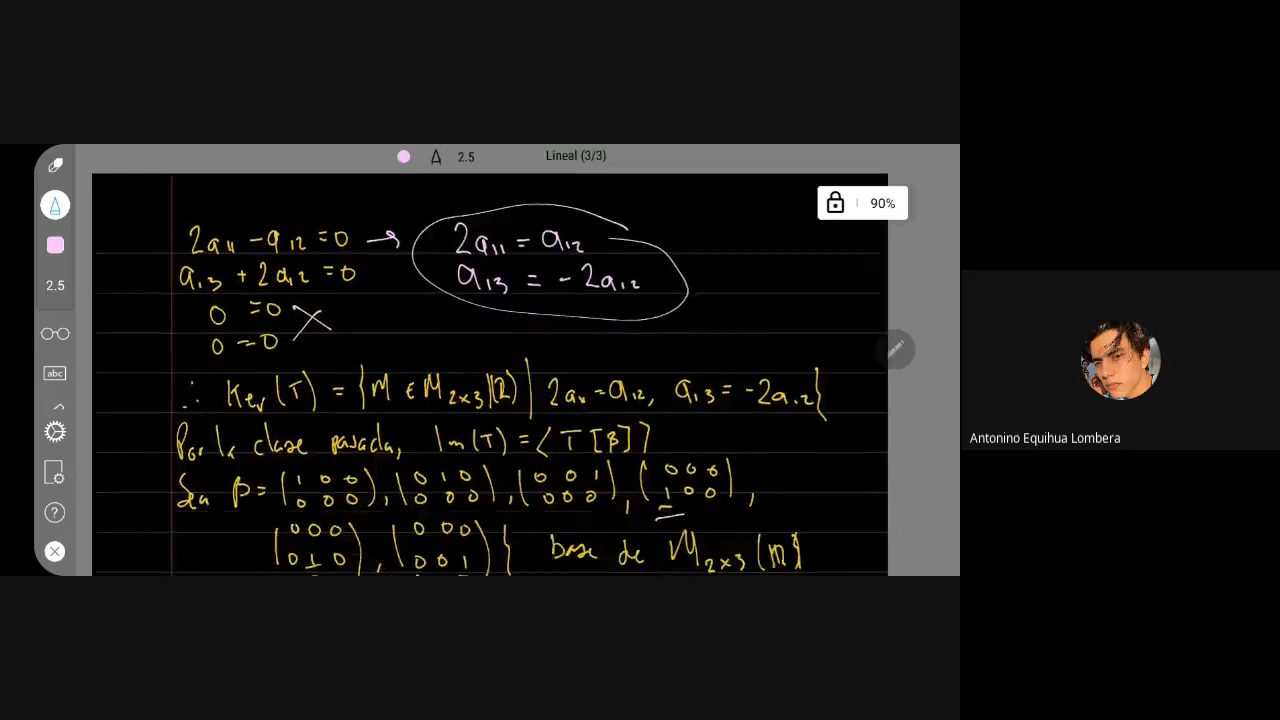 2.5 Lineal (3/3)
90%
2.5
abc
2a₁₁ - a₁₂ = 0 → 2a₁₁ = a₁₂
a₁₃ + 2a₁₂ = 0 a₁₃ = -2a₁₂
0 = 0
0 = 0
∴ Ker(T) = {M ∈ M₂ₓ₃(R) | 2a₁₁ = a₁₂, a₁₃ = -2a₁₂}
Por la clase pasada, Im(T) = ⟨T[β]⟩
Sea β = (1 0 0 / 0 0 0), (0 1 0 / 0 0 0), (0 0 1 / 0 0 0), (0 0 0 / 1 0 0),
(0 0 0 / 0 1 0), (0 0 0 / 0 0 1)} base de M₂ₓ₃(R)
Antonino Equihua Lombera